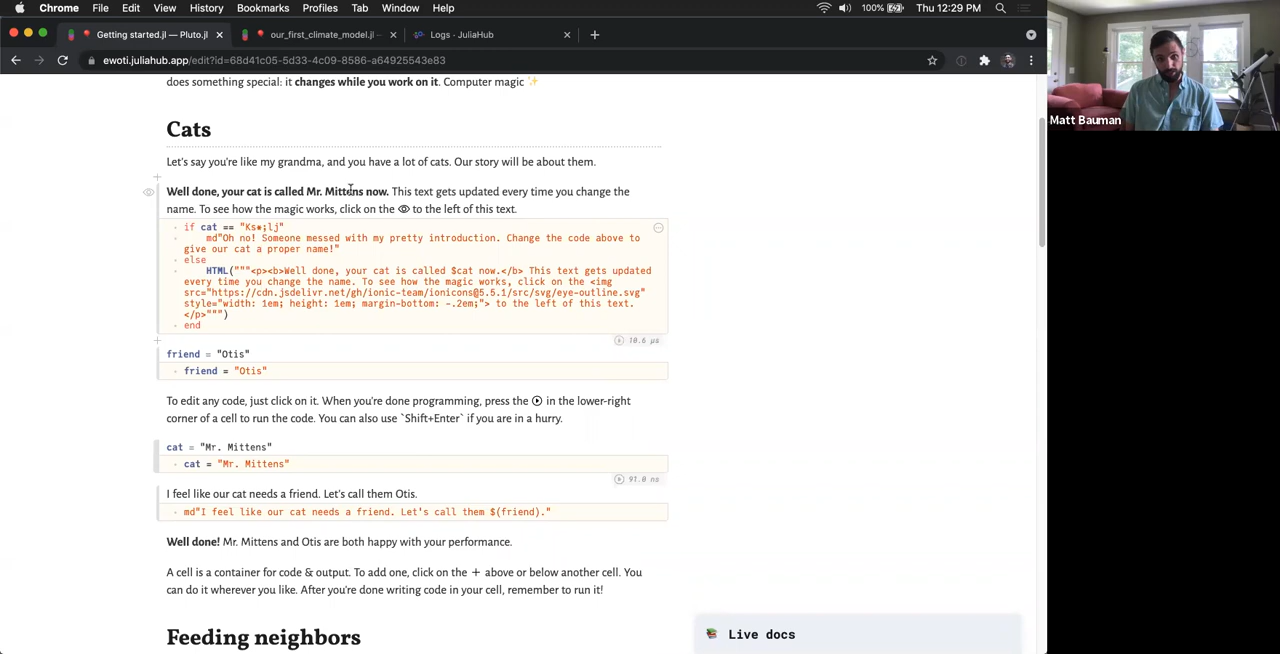 Chrome File Edit View History Bookmarks Profiles Tab Window Help 100% Thu 12:29 PM
Getting started.jl — Pluto.jl our_first_climate_model.jl — Logs · JuliaHub
ewoti.juliahub.app/edit?id=68d41c05-5d33-4c09-8586-a64925543e83
does something special: it changes while you work on it. Computer magic ✨
Matt Bauman
Cats
Let's say you're like my grandma, and you have a lot of cats. Our story will be about them.
Well done, your cat is called Mr. Mittens now. This text gets updated every time you change the
name. To see how the magic works, click on the to the left of this text.
if cat == "Ks*;lj"
md"Oh no! Someone messed with my pretty introduction. Change the code above to
give our cat a proper name!"
else
HTML("""<p><b>Well done, your cat is called $cat now.</b> This text gets updated
every time you change the name. To see how the magic works, click on the <img
src="https://cdn.jsdelivr.net/gh/ionic-team/ionicons@5.5.1/src/svg/eye-outline.svg"
style="width: 1em; height: 1em; margin-bottom: -.2em;"> to the left of this text.
</p>""")
end
10.6 μs
friend = "Otis"
friend = "Otis"
To edit any code, just click on it. When you're done programming, press the in the lower-right
corner of a cell to run the code. You can also use `Shift+Enter` if you are in a hurry.
cat = "Mr. Mittens"
cat = "Mr. Mittens"
91.0 ns
I feel like our cat needs a friend. Let's call them Otis.
md"I feel like our cat needs a friend. Let's call them $(friend)."
Well done! Mr. Mittens and Otis are both happy with your performance.
A cell is a container for code & output. To add one, click on the + above or below another cell. You
can do it wherever you like. After you're done writing code in your cell, remember to run it!
Feeding neighbors
Live docs